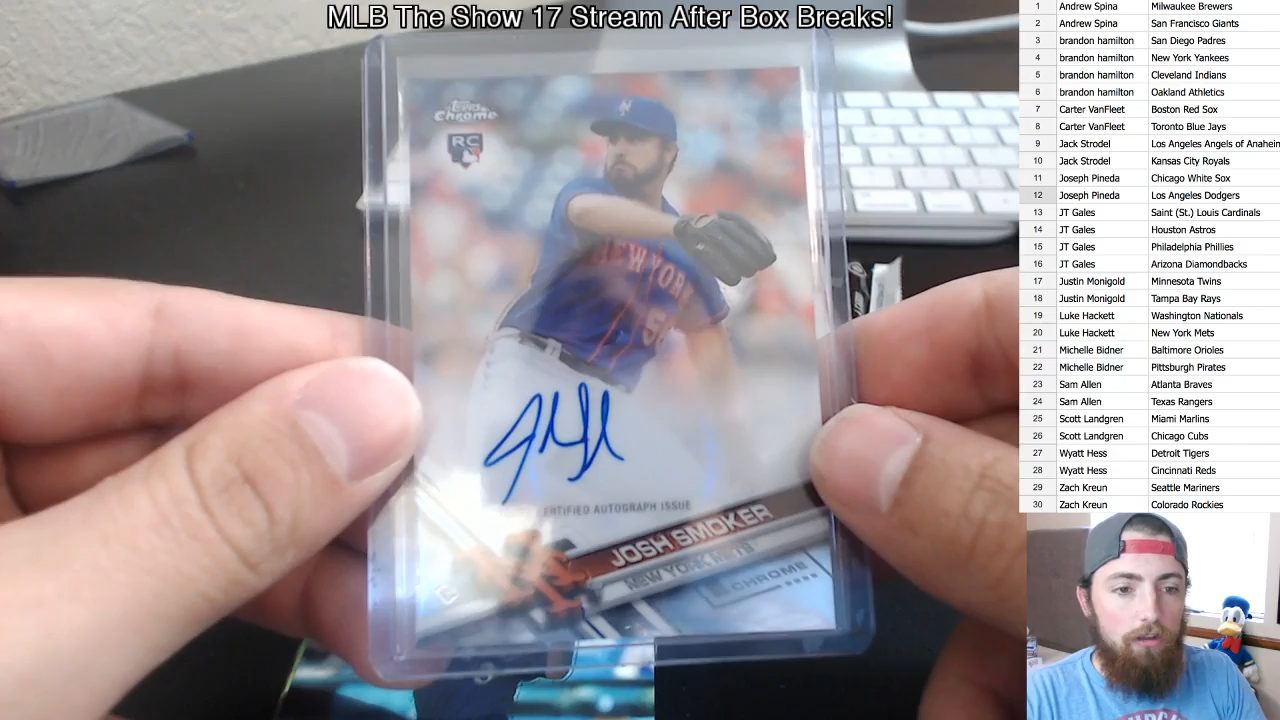 MLB The Show 17 Stream After Box Breaks!
1 Andrew Spina Milwaukee Brewers
2 Andrew Spina San Francisco Giants
3 brandon hamilton San Diego Padres
4 brandon hamilton New York Yankees
5 brandon hamilton Cleveland Indians
6 brandon hamilton Oakland Athletics
7 Carter VanFleet Boston Red Sox
8 Carter VanFleet Toronto Blue Jays
9 Jack Strodel Los Angeles Angels of Anaheim
10 Jack Strodel Kansas City Royals
11 Joseph Pineda Chicago White Sox
12 Joseph Pineda Los Angeles Dodgers
13 JT Gales Saint (St.) Louis Cardinals
14 JT Gales Houston Astros
15 JT Gales Philadelphia Phillies
16 JT Gales Arizona Diamondbacks
17 Justin Monigold Minnesota Twins
18 Justin Monigold Tampa Bay Rays
19 Luke Hackett Washington Nationals
20 Luke Hackett New York Mets
21 Michelle Bidner Baltimore Orioles
22 Michelle Bidner Pittsburgh Pirates
23 Sam Allen Atlanta Braves
24 Sam Allen Texas Rangers
25 Scott Landgren Miami Marlins
26 Scott Landgren Chicago Cubs
27 Wyatt Hess Detroit Tigers
28 Wyatt Hess Cincinnati Reds
29 Zach Kreun Seattle Mariners
30 Zach Kreun Colorado Rockies
Topps
Chrome
RC
NY
NEW YORK
CERTIFIED AUTOGRAPH ISSUE
JOSH SMOKER
NEW YORK METS
CHROME